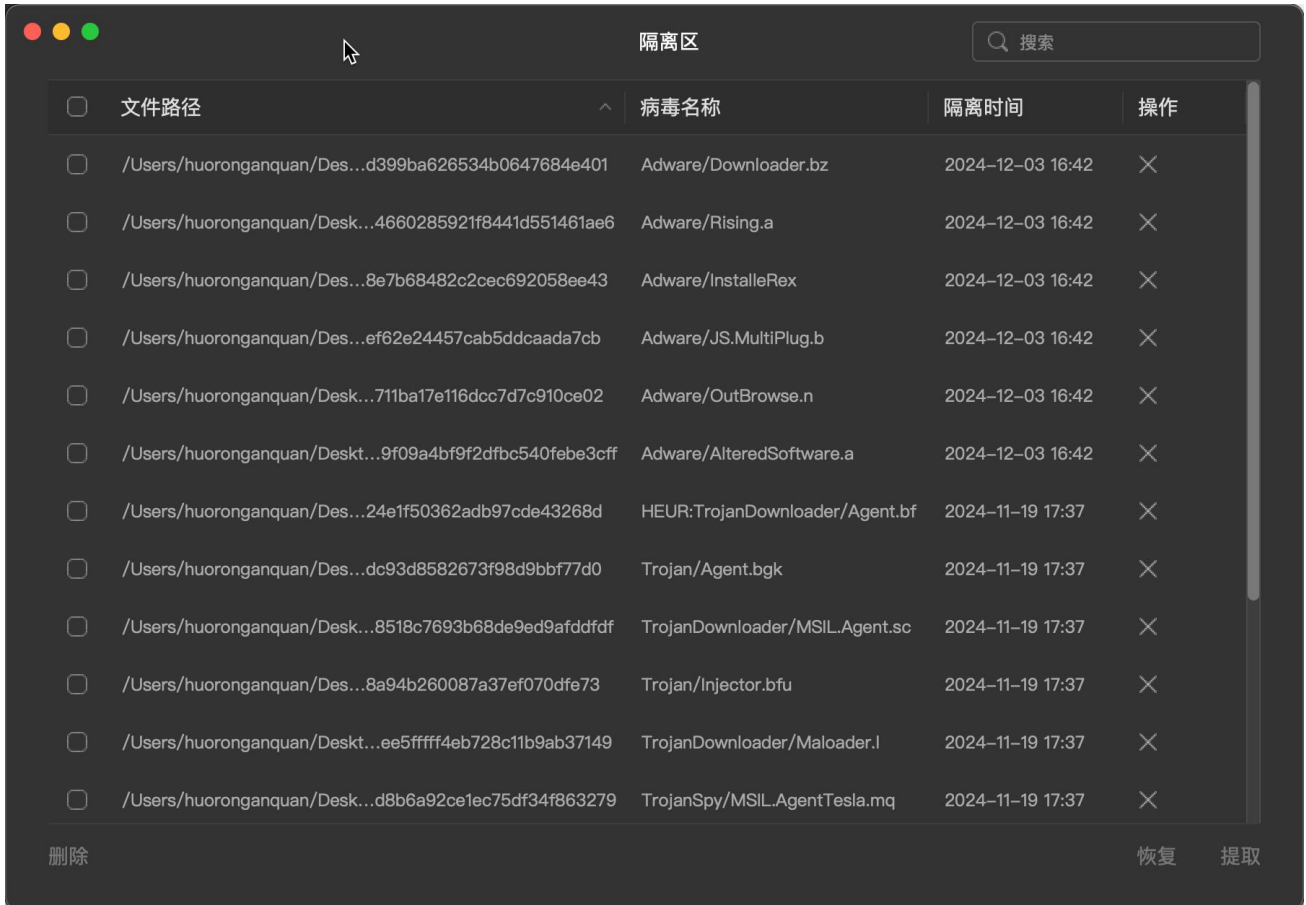 隔离区
搜索
文件路径 病毒名称 隔离时间 操作
/Users/huoronganquan/Des...d399ba626534b0647684e401 Adware/Downloader.bz 2024-12-03 16:42
/Users/huoronganquan/Desk...4660285921f8441d551461ae6 Adware/Rising.a 2024-12-03 16:42
/Users/huoronganquan/Des...8e7b68482c2cec692058ee43 Adware/InstalleRex 2024-12-03 16:42
/Users/huoronganquan/Des...ef62e24457cab5ddcaada7cb Adware/JS.MultiPlug.b 2024-12-03 16:42
/Users/huoronganquan/Desk...711ba17e116dcc7d7c910ce02 Adware/OutBrowse.n 2024-12-03 16:42
/Users/huoronganquan/Deskt...9f09a4bf9f2dfbc540febe3cff Adware/AlteredSoftware.a 2024-12-03 16:42
/Users/huoronganquan/Des...24e1f50362adb97cde43268d HEUR:TrojanDownloader/Agent.bf 2024-11-19 17:37
/Users/huoronganquan/Des...dc93d8582673f98d9bbf77d0 Trojan/Agent.bgk 2024-11-19 17:37
/Users/huoronganquan/Desk...8518c7693b68de9ed9afddfdf TrojanDownloader/MSIL.Agent.sc 2024-11-19 17:37
/Users/huoronganquan/Des...8a94b260087a37ef070dfe73 Trojan/Injector.bfu 2024-11-19 17:37
/Users/huoronganquan/Deskt...ee5fffff4eb728c11b9ab37149 TrojanDownloader/Maloader.l 2024-11-19 17:37
/Users/huoronganquan/Desk...d8b6a92ce1ec75df34f863279 TrojanSpy/MSIL.AgentTesla.mq 2024-11-19 17:37
删除 恢复 提取